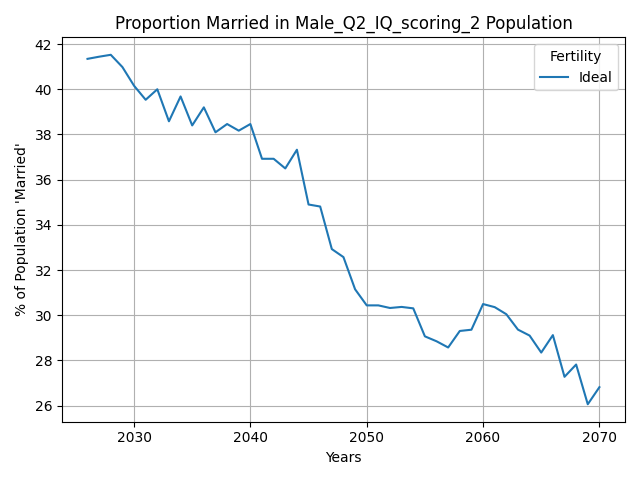 Proportion Married in Male_Q2_IQ_scoring_2 Population
Fertility
Ideal
% of Population 'Married'
42
40
38
36
34
32
30
28
26
2030
2040
2050
2060
2070
Years